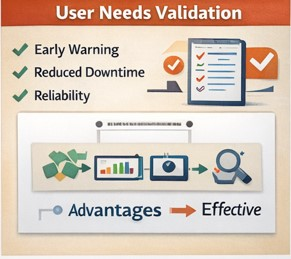 User Needs Validation
Early Warning
Reduced Downtime
Reliability
Advantages → Effective